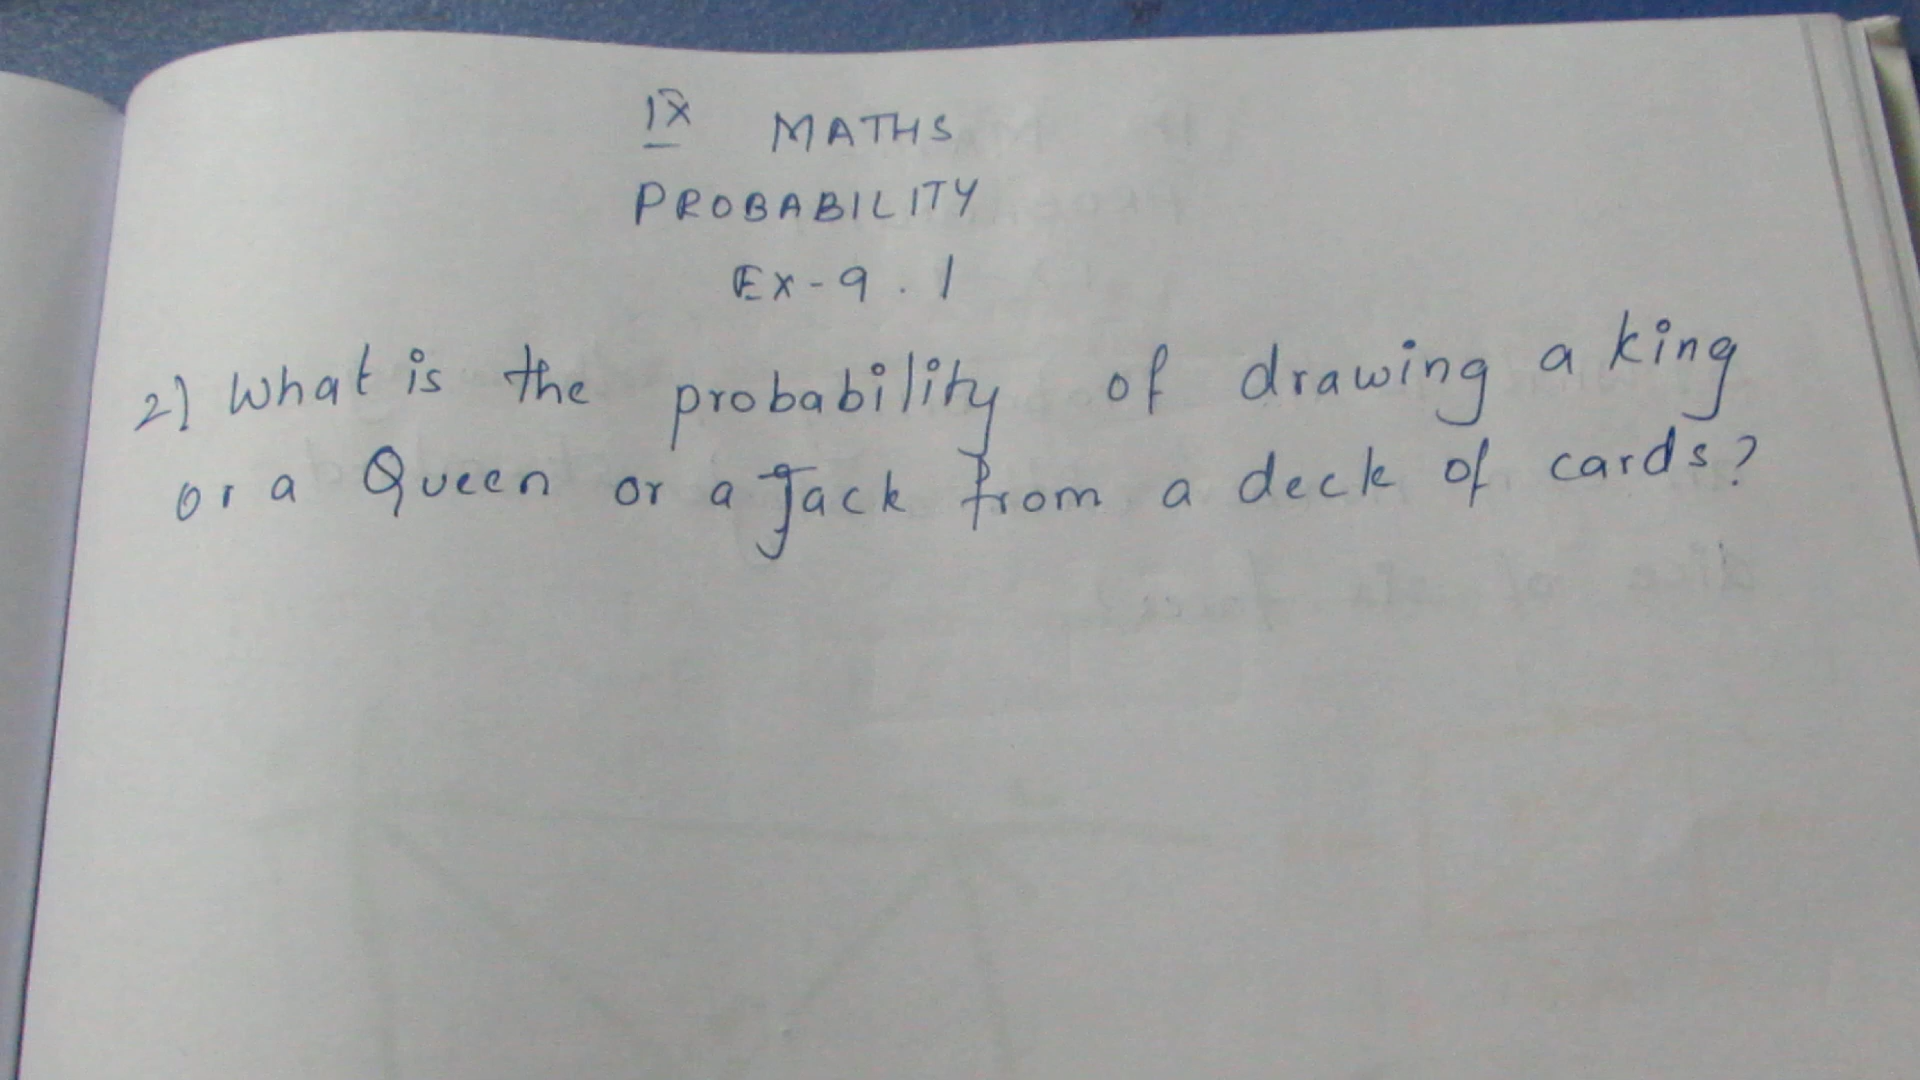 IX MATHS
PROBABILITY
Ex-9.1
2) What is the probability of drawing a king
or a Queen or a Jack from a deck of cards?